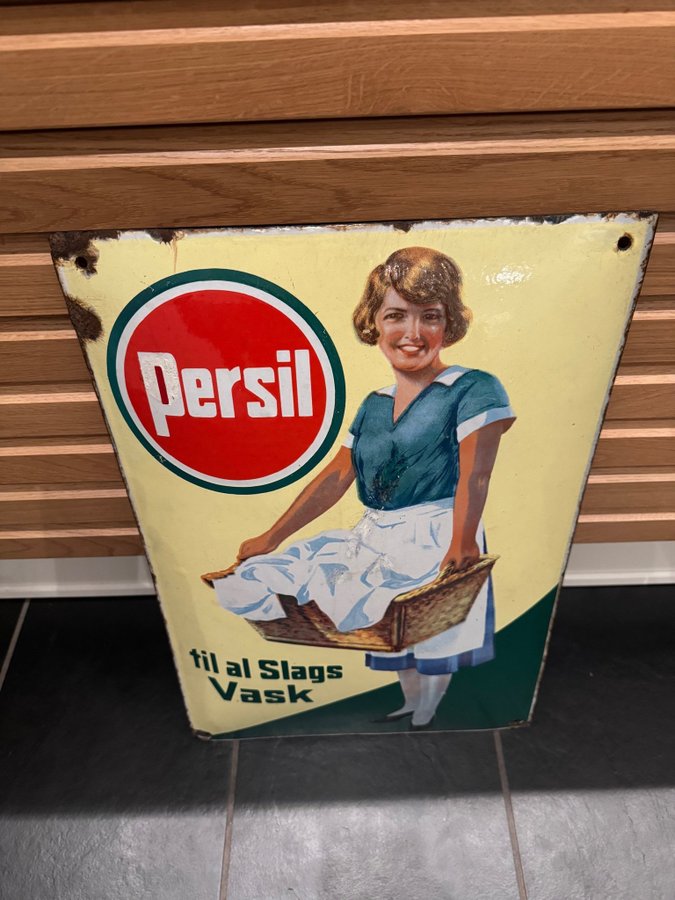 Persil
til al Slags
Vask